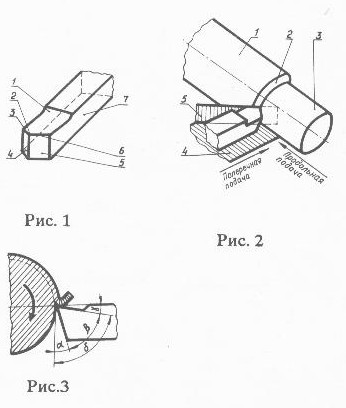 1
2
3
4
5
6
7
Рис. 1
1
2
3
4
5
Поперечная подача
Продольная подача
Рис. 2
α
β
δ
γ
Рис.3